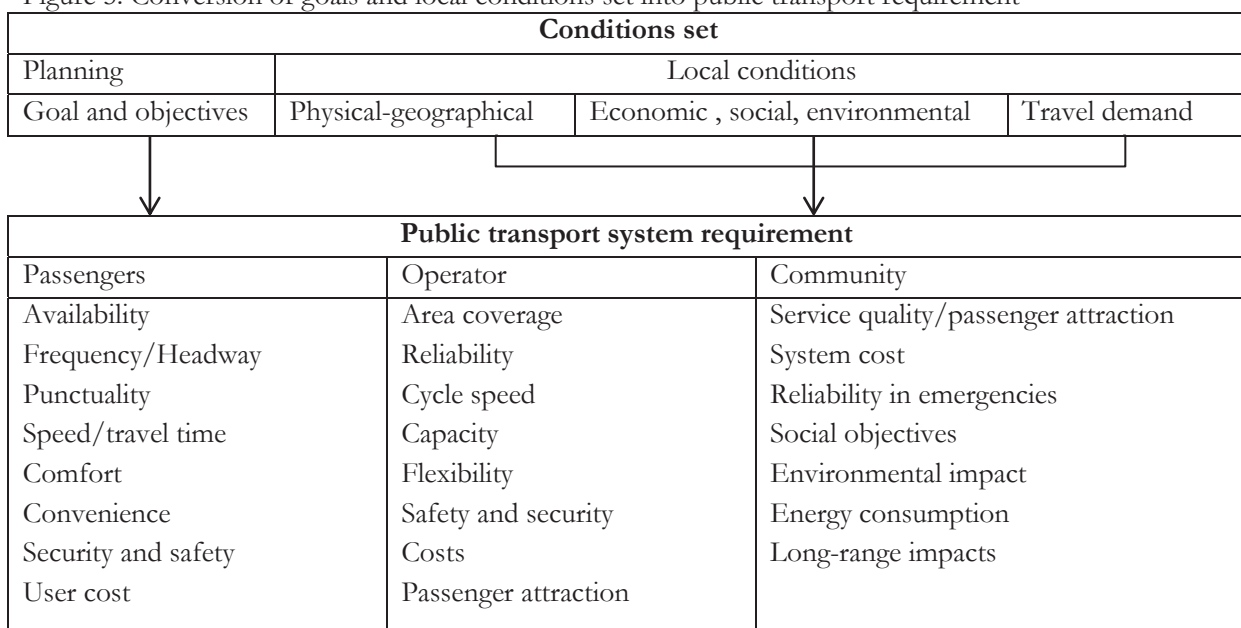 Figure 3: Conversion of goals and local conditions set into public transport requirement
Conditions set
Planning Local conditions
Goal and objectives Physical-geographical Economic , social, environmental Travel demand
Public transport system requirement
Passengers Operator Community
Availability Area coverage Service quality/passenger attraction
Frequency/Headway Reliability System cost
Punctuality Cycle speed Reliability in emergencies
Speed/travel time Capacity Social objectives
Comfort Flexibility Environmental impact
Convenience Safety and security Energy consumption
Security and safety Costs Long-range impacts
User cost Passenger attraction